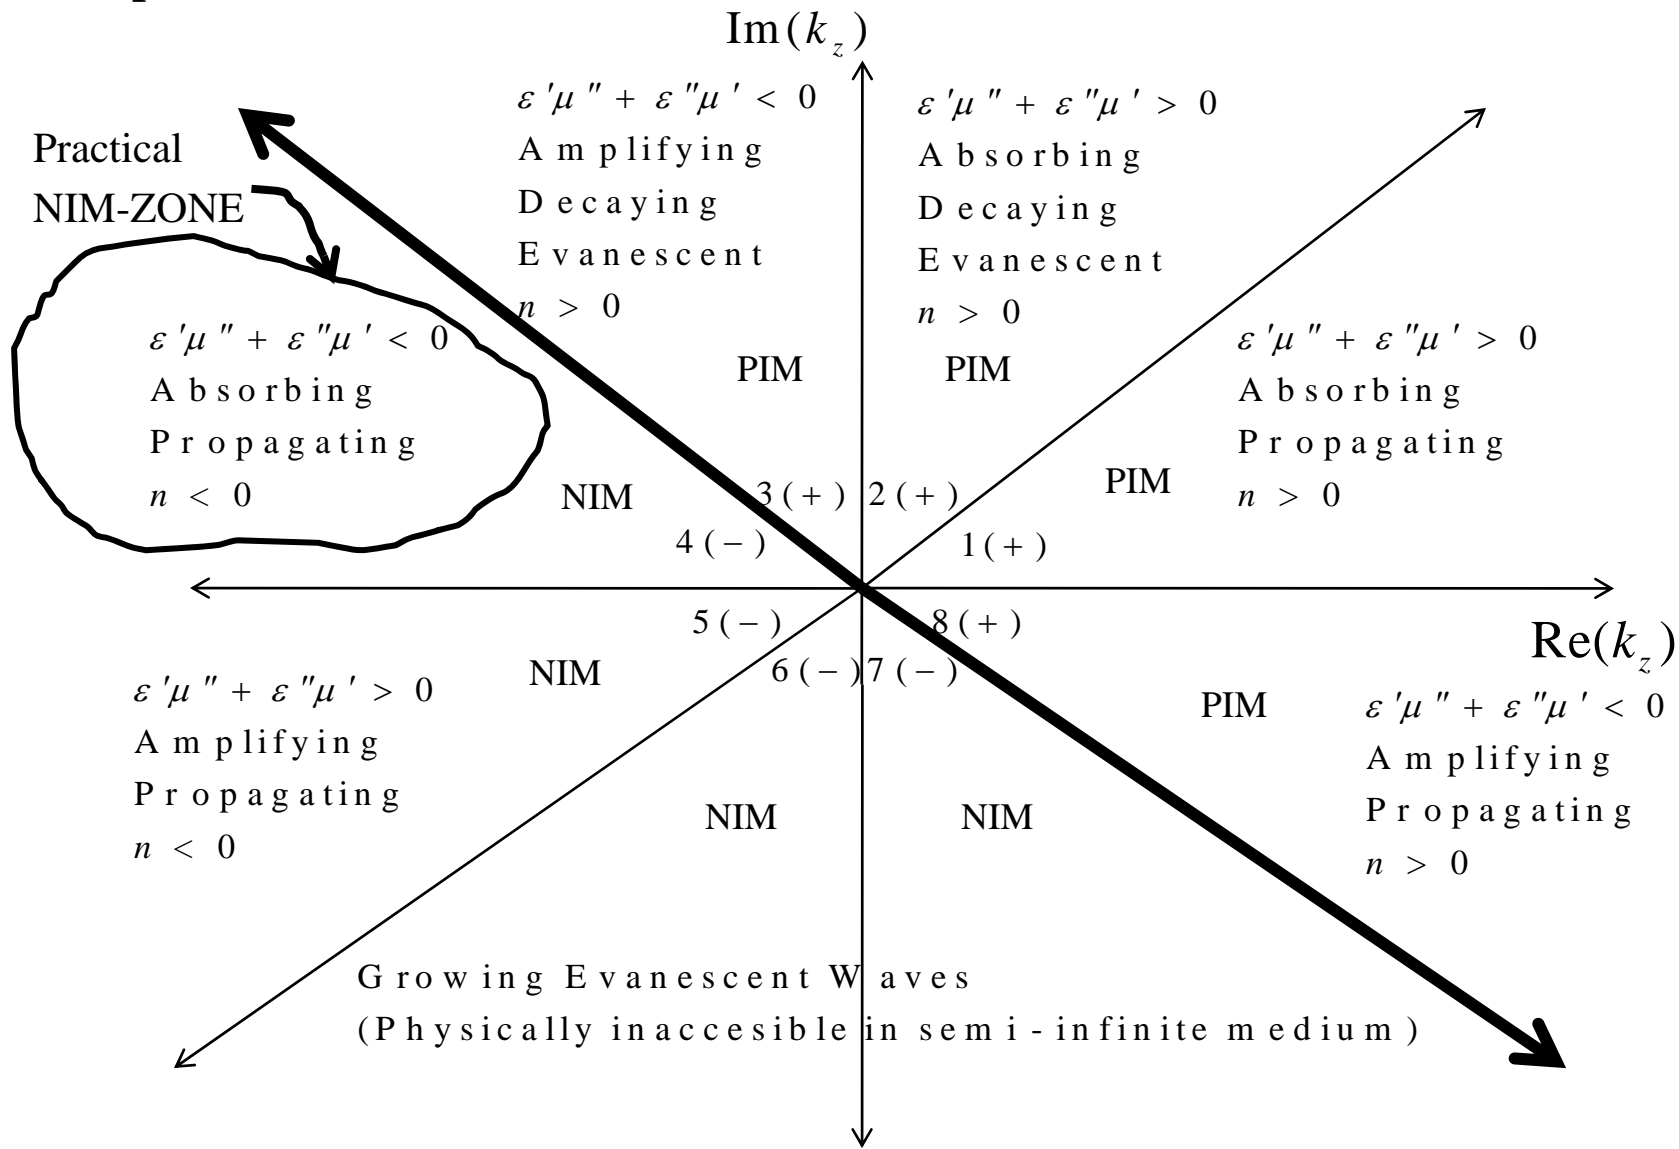 Im(k_z)
ε′μ″ + ε″μ′ < 0
Amplifying
Decaying
Evanescent
n > 0
PIM
ε′μ″ + ε″μ′ > 0
Absorbing
Decaying
Evanescent
n > 0
PIM
Practical
NIM-ZONE
ε′μ″ + ε″μ′ < 0
Absorbing
Propagating
n < 0
NIM
ε′μ″ + ε″μ′ > 0
Absorbing
Propagating
n > 0
PIM
3(+)
2(+)
4(−)
1(+)
5(−)
8(+)
6(−)
7(−)
Re(k_z)
NIM
ε′μ″ + ε″μ′ > 0
Amplifying
Propagating
n < 0
PIM
ε′μ″ + ε″μ′ < 0
Amplifying
Propagating
n > 0
NIM
NIM
Growing Evanescent Waves
(Physically inaccesible in semi-infinite medium)